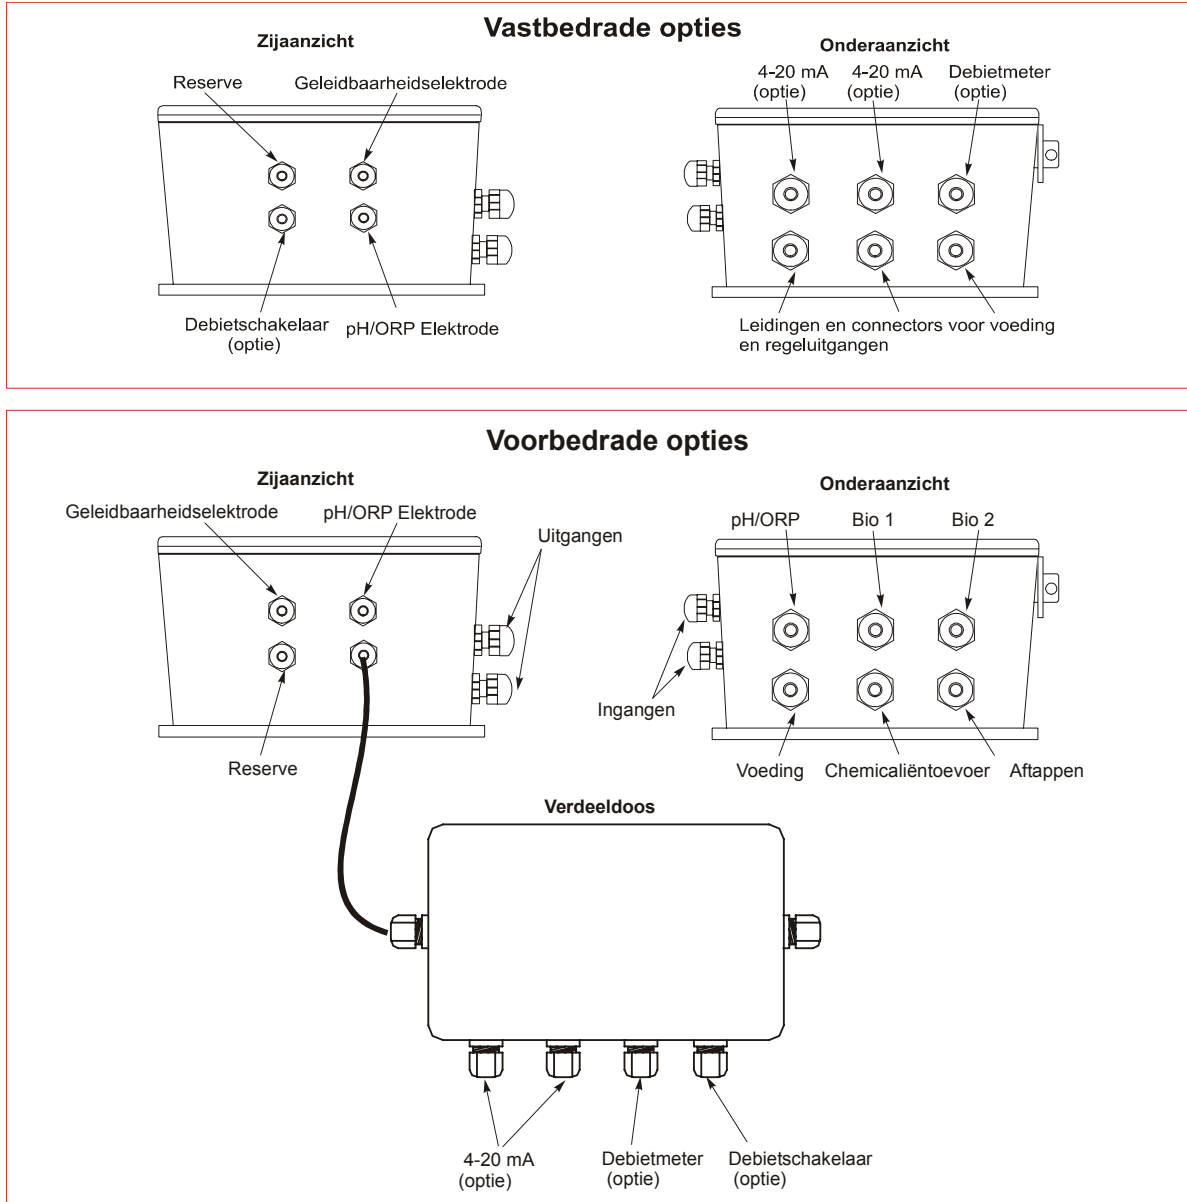 Vastbedrade opties
Zijaanzicht
Onderaanzicht
Reserve
Geleidbaarheidselektrode
4-20 mA
(optie)
4-20 mA
(optie)
Debietmeter
(optie)
Debietschakelaar
(optie)
pH/ORP Elektrode
Leidingen en connectors voor voeding
en regeluitgangen
Voorbedrade opties
Zijaanzicht
Onderaanzicht
Geleidbaarheidselektrode
pH/ORP Elektrode
Uitgangen
pH/ORP
Bio 1
Bio 2
Ingangen
Reserve
Voeding
Chemicaliëntoevoer
Aftappen
Verdeeldoos
4-20 mA
(optie)
Debietmeter
(optie)
Debietschakelaar
(optie)